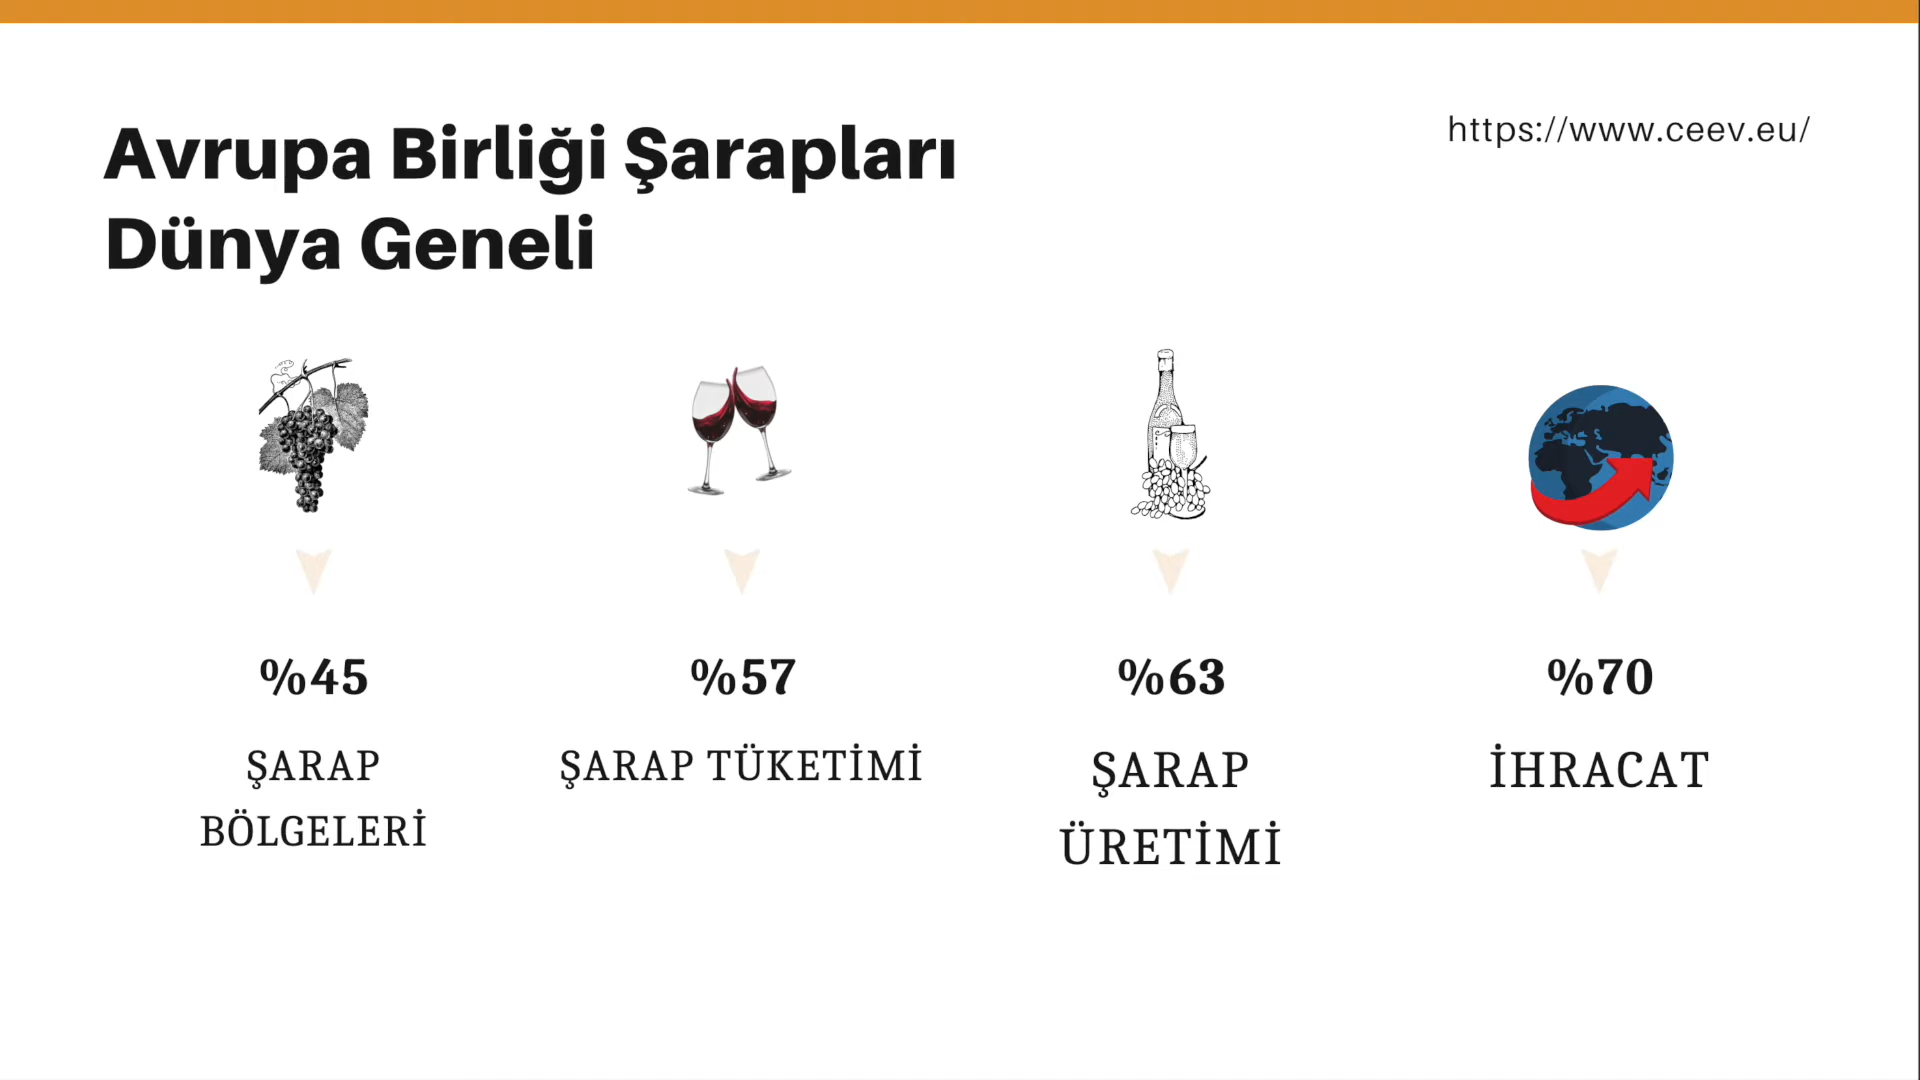 Avrupa Birliği Şarapları
Dünya Geneli
https://www.ceev.eu/
%45
ŞARAP
BÖLGELERİ
%57
ŞARAP TÜKETİMİ
%63
ŞARAP
ÜRETİMİ
%70
İHRACAT